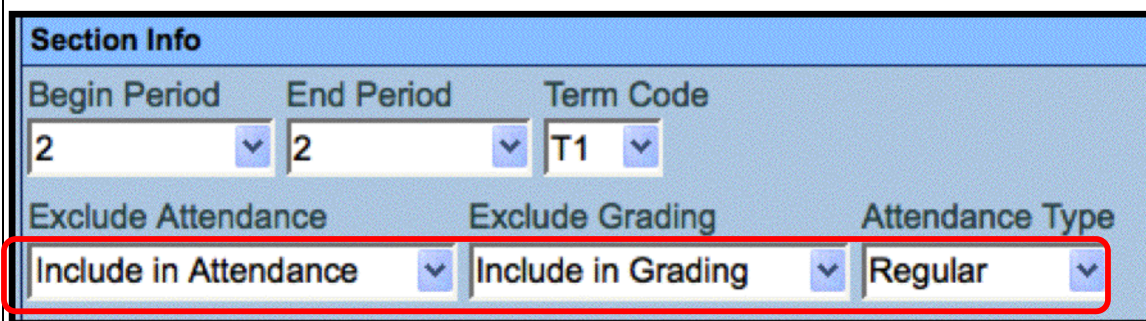 Section Info
Begin Period End Period Term Code
2 2 T1
Exclude Attendance Exclude Grading Attendance Type
Include in Attendance Include in Grading Regular